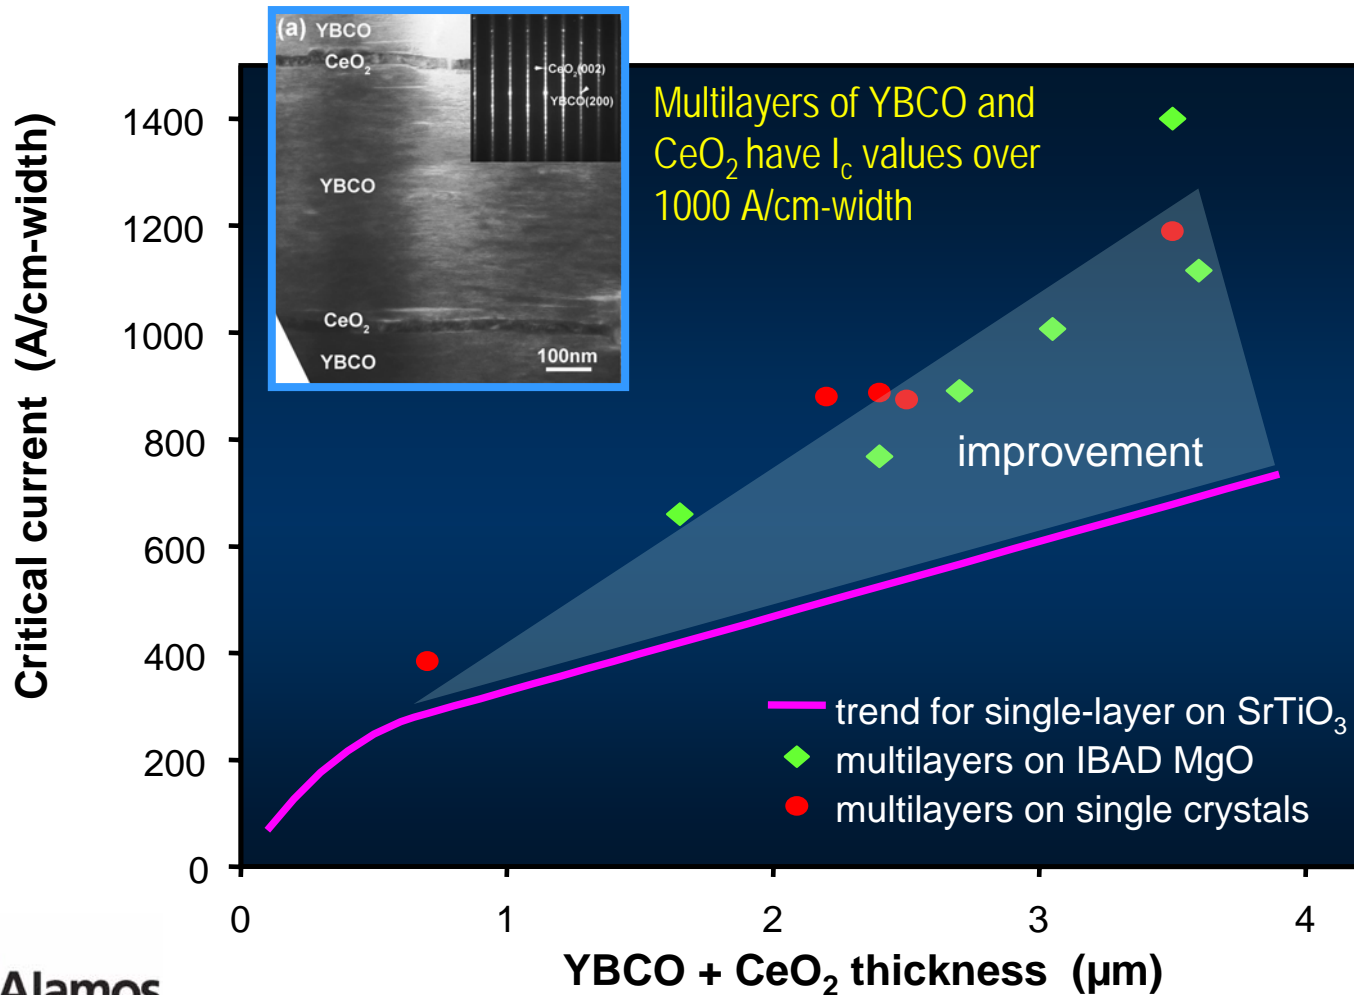 (a) YBCO
CeO₂
CeO₂(002)
YBCO(200)
YBCO
CeO₂
YBCO
100nm
Multilayers of YBCO and
CeO₂ have I꜀ values over
1000 A/cm-width
Critical current (A/cm-width)
1400
1200
1000
800
600
400
200
0
improvement
trend for single-layer on SrTiO₃
multilayers on IBAD MgO
multilayers on single crystals
0 1 2 3 4
YBCO + CeO₂ thickness (µm)
Alamos